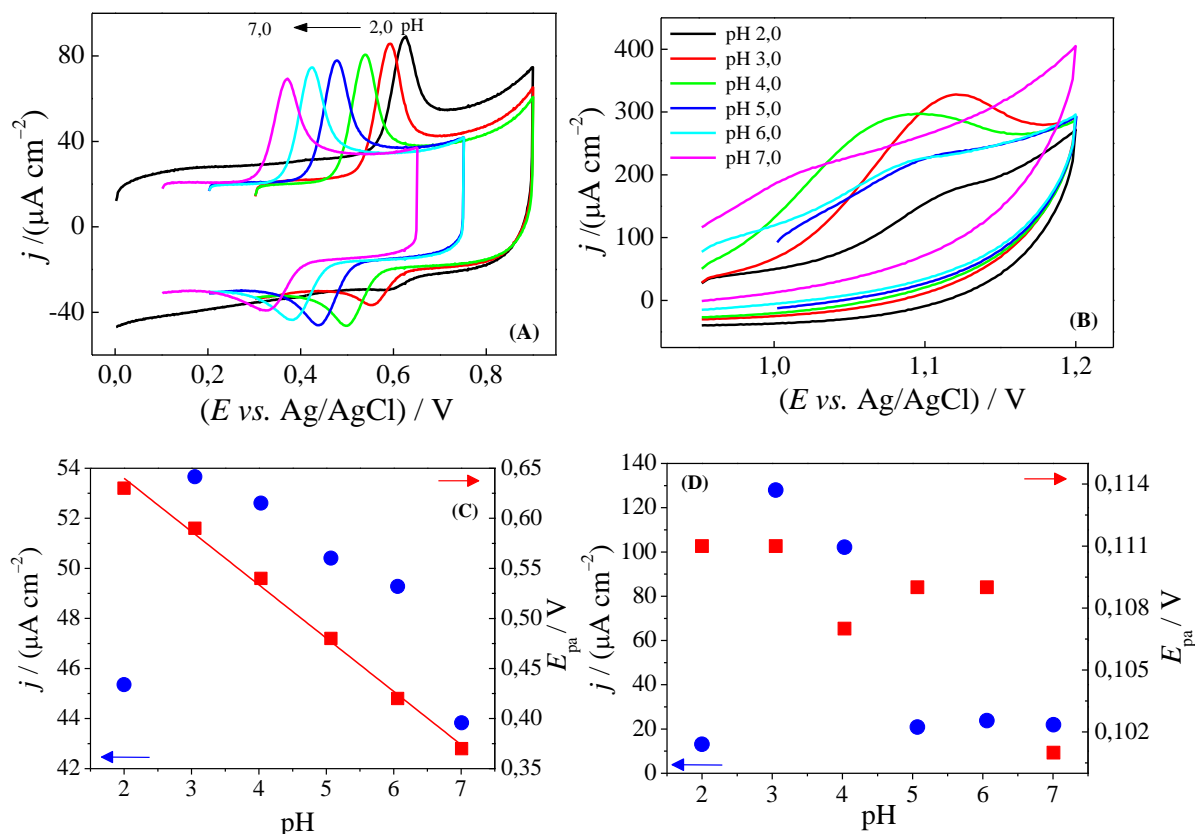 7,0 2,0 pH
80
40
0
-40
j /(µA cm−2)
(A)
0,0 0,2 0,4 0,6 0,8
(E vs. Ag/AgCl) / V
pH 2,0
pH 3,0
pH 4,0
pH 5,0
pH 6,0
pH 7,0
400
300
200
100
0
j /(µA cm−2)
(B)
1,0 1,1 1,2
(E vs. Ag/AgCl) / V
54
52
50
48
46
44
42
j / (µA cm−2)
(C)
0,65
0,60
0,55
0,50
0,45
0,40
0,35
Epa / V
2 3 4 5 6 7
pH
140
120
100
80
60
40
20
0
j / (µA cm−2)
(D)
0,114
0,111
0,108
0,105
0,102
Epa / V
2 3 4 5 6 7
pH